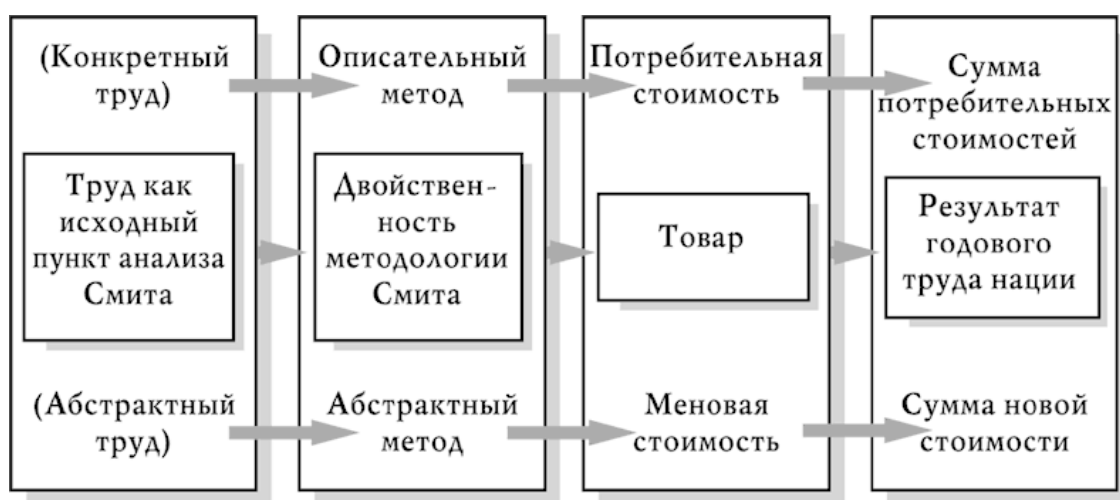 (Конкретный
труд)
Труд как
исходный
пункт анализа
Смита
(Абстрактный
труд)
Описательный
метод
Двойствен-
ность
методологии
Смита
Абстрактный
метод
Потребительная
стоимость
Товар
Меновая
стоимость
Сумма
потребительных
стоимостей
Результат
годового
труда нации
Сумма новой
стоимости